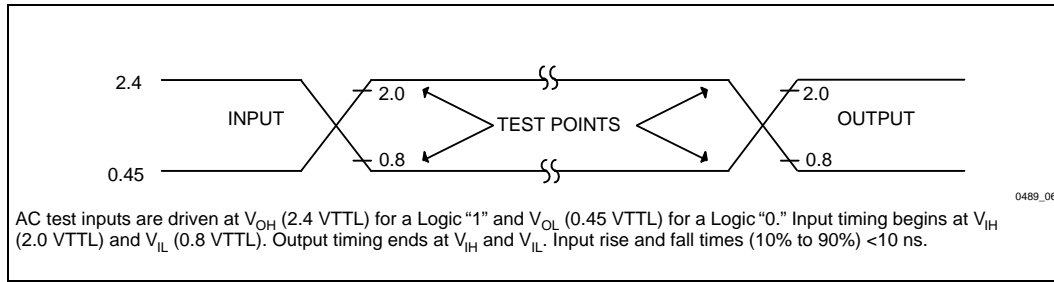 2.4
2.0
2.0
INPUT
TEST POINTS
OUTPUT
0.8
0.8
0.45
0489_06
AC test inputs are driven at VOH (2.4 VTTL) for a Logic “1” and VOL (0.45 VTTL) for a Logic “0.” Input timing begins at VIH
(2.0 VTTL) and VIL (0.8 VTTL). Output timing ends at VIH and VIL. Input rise and fall times (10% to 90%) <10 ns.